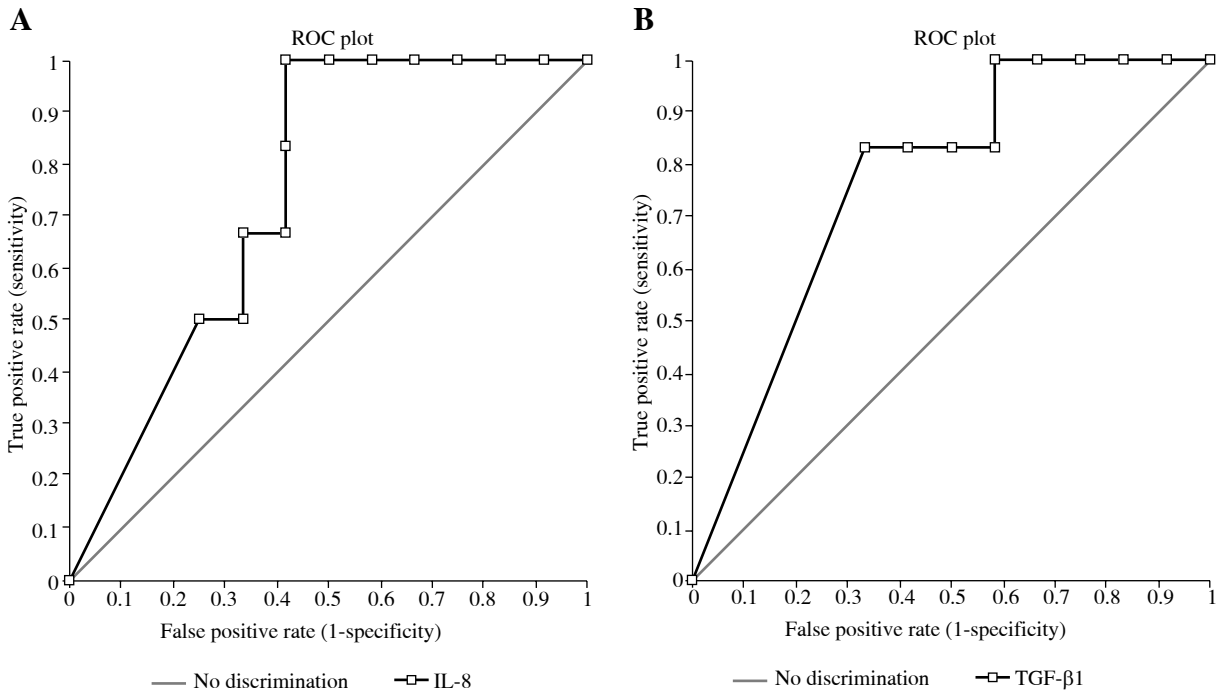 A
ROC plot
1
0.9
0.8
0.7
0.6
0.5
0.4
0.3
0.2
0.1
0
True positive rate (sensitivity)
0 0.1 0.2 0.3 0.4 0.5 0.6 0.7 0.8 0.9 1
False positive rate (1-specificity)
No discrimination IL-8
B
ROC plot
1
0.9
0.8
0.7
0.6
0.5
0.4
0.3
0.2
0.1
0
True positive rate (sensitivity)
0 0.1 0.2 0.3 0.4 0.5 0.6 0.7 0.8 0.9 1
False positive rate (1-specificity)
No discrimination TGF-β1